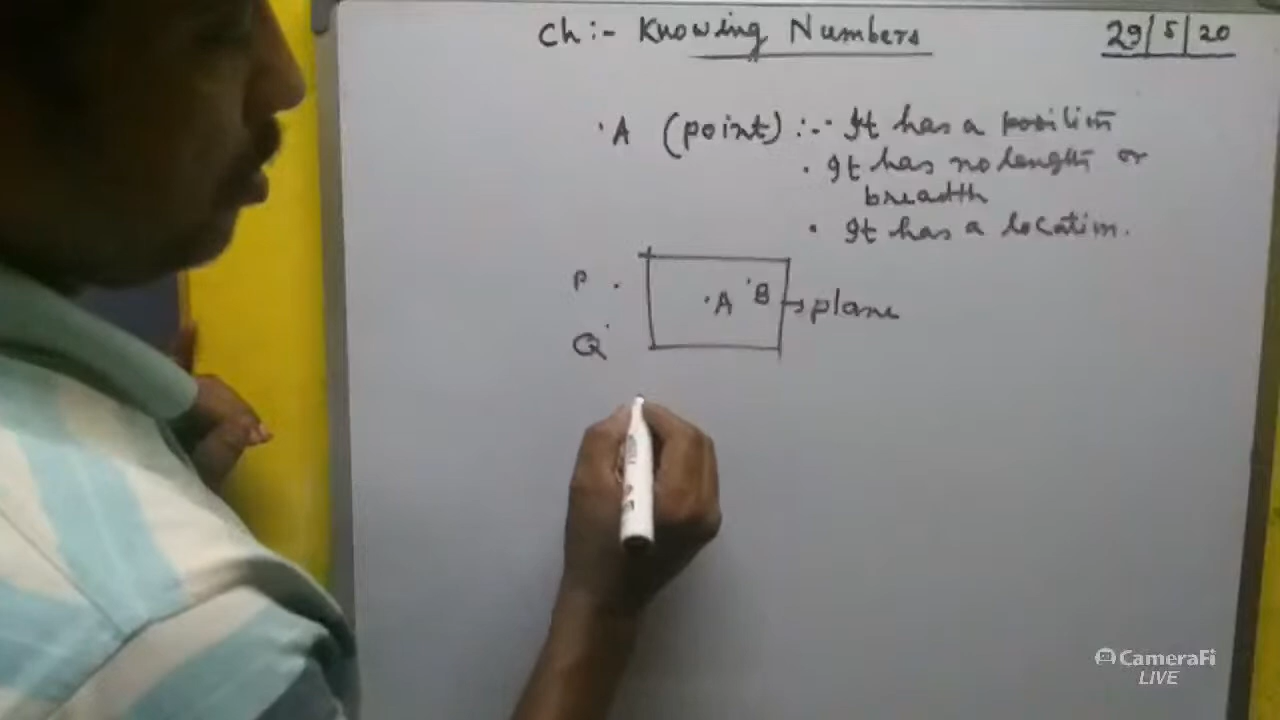 Ch:- Knowing Numbers 29/5/20
·A (point) :- · It has a position
· It has no length or
breadth
· It has a location.
P ·
·A ·B → plane
Q ·
CameraFi
LIVE